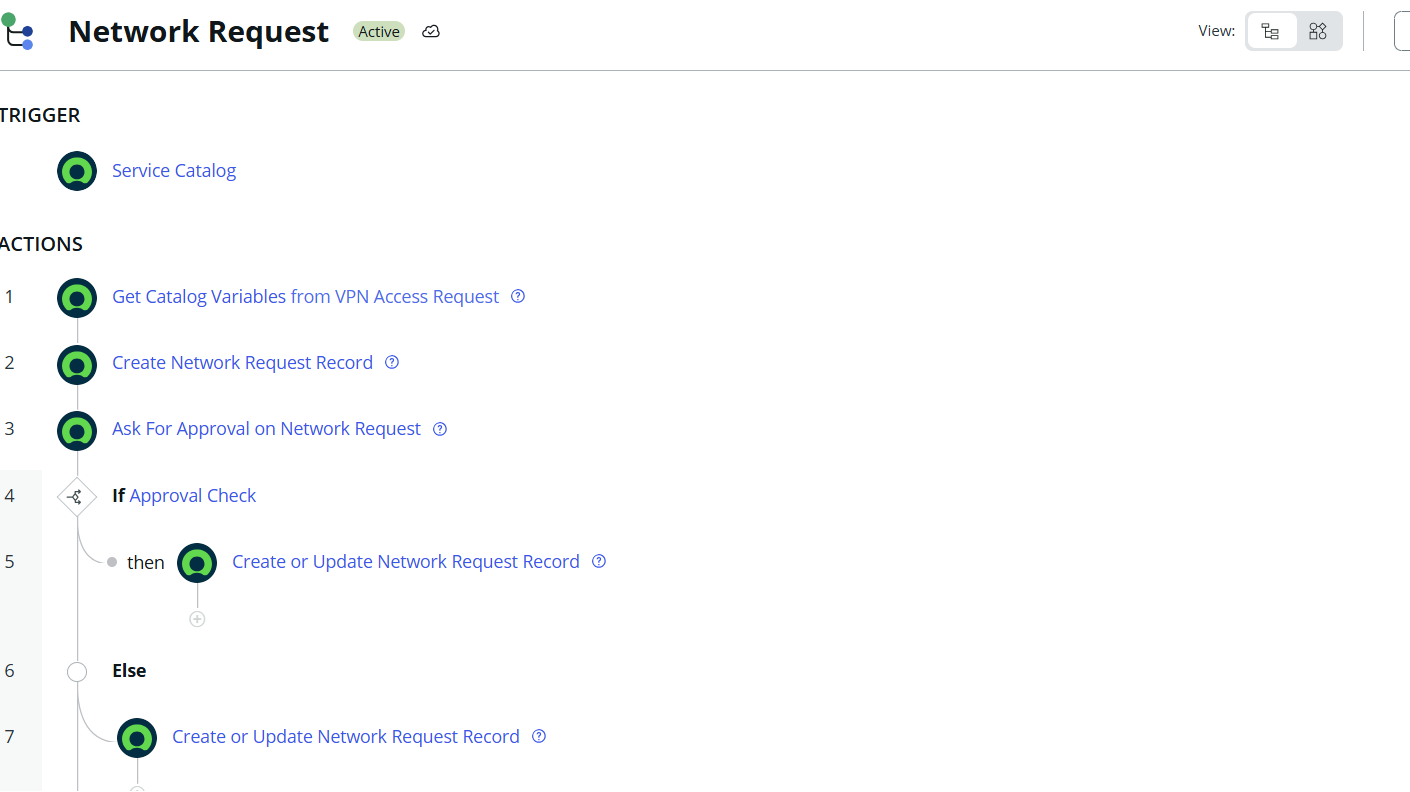 Network Request Active View:
TRIGGER
Service Catalog
ACTIONS
1 Get Catalog Variables from VPN Access Request
2 Create Network Request Record
3 Ask For Approval on Network Request
4 If Approval Check
5 then Create or Update Network Request Record
6 Else
7 Create or Update Network Request Record